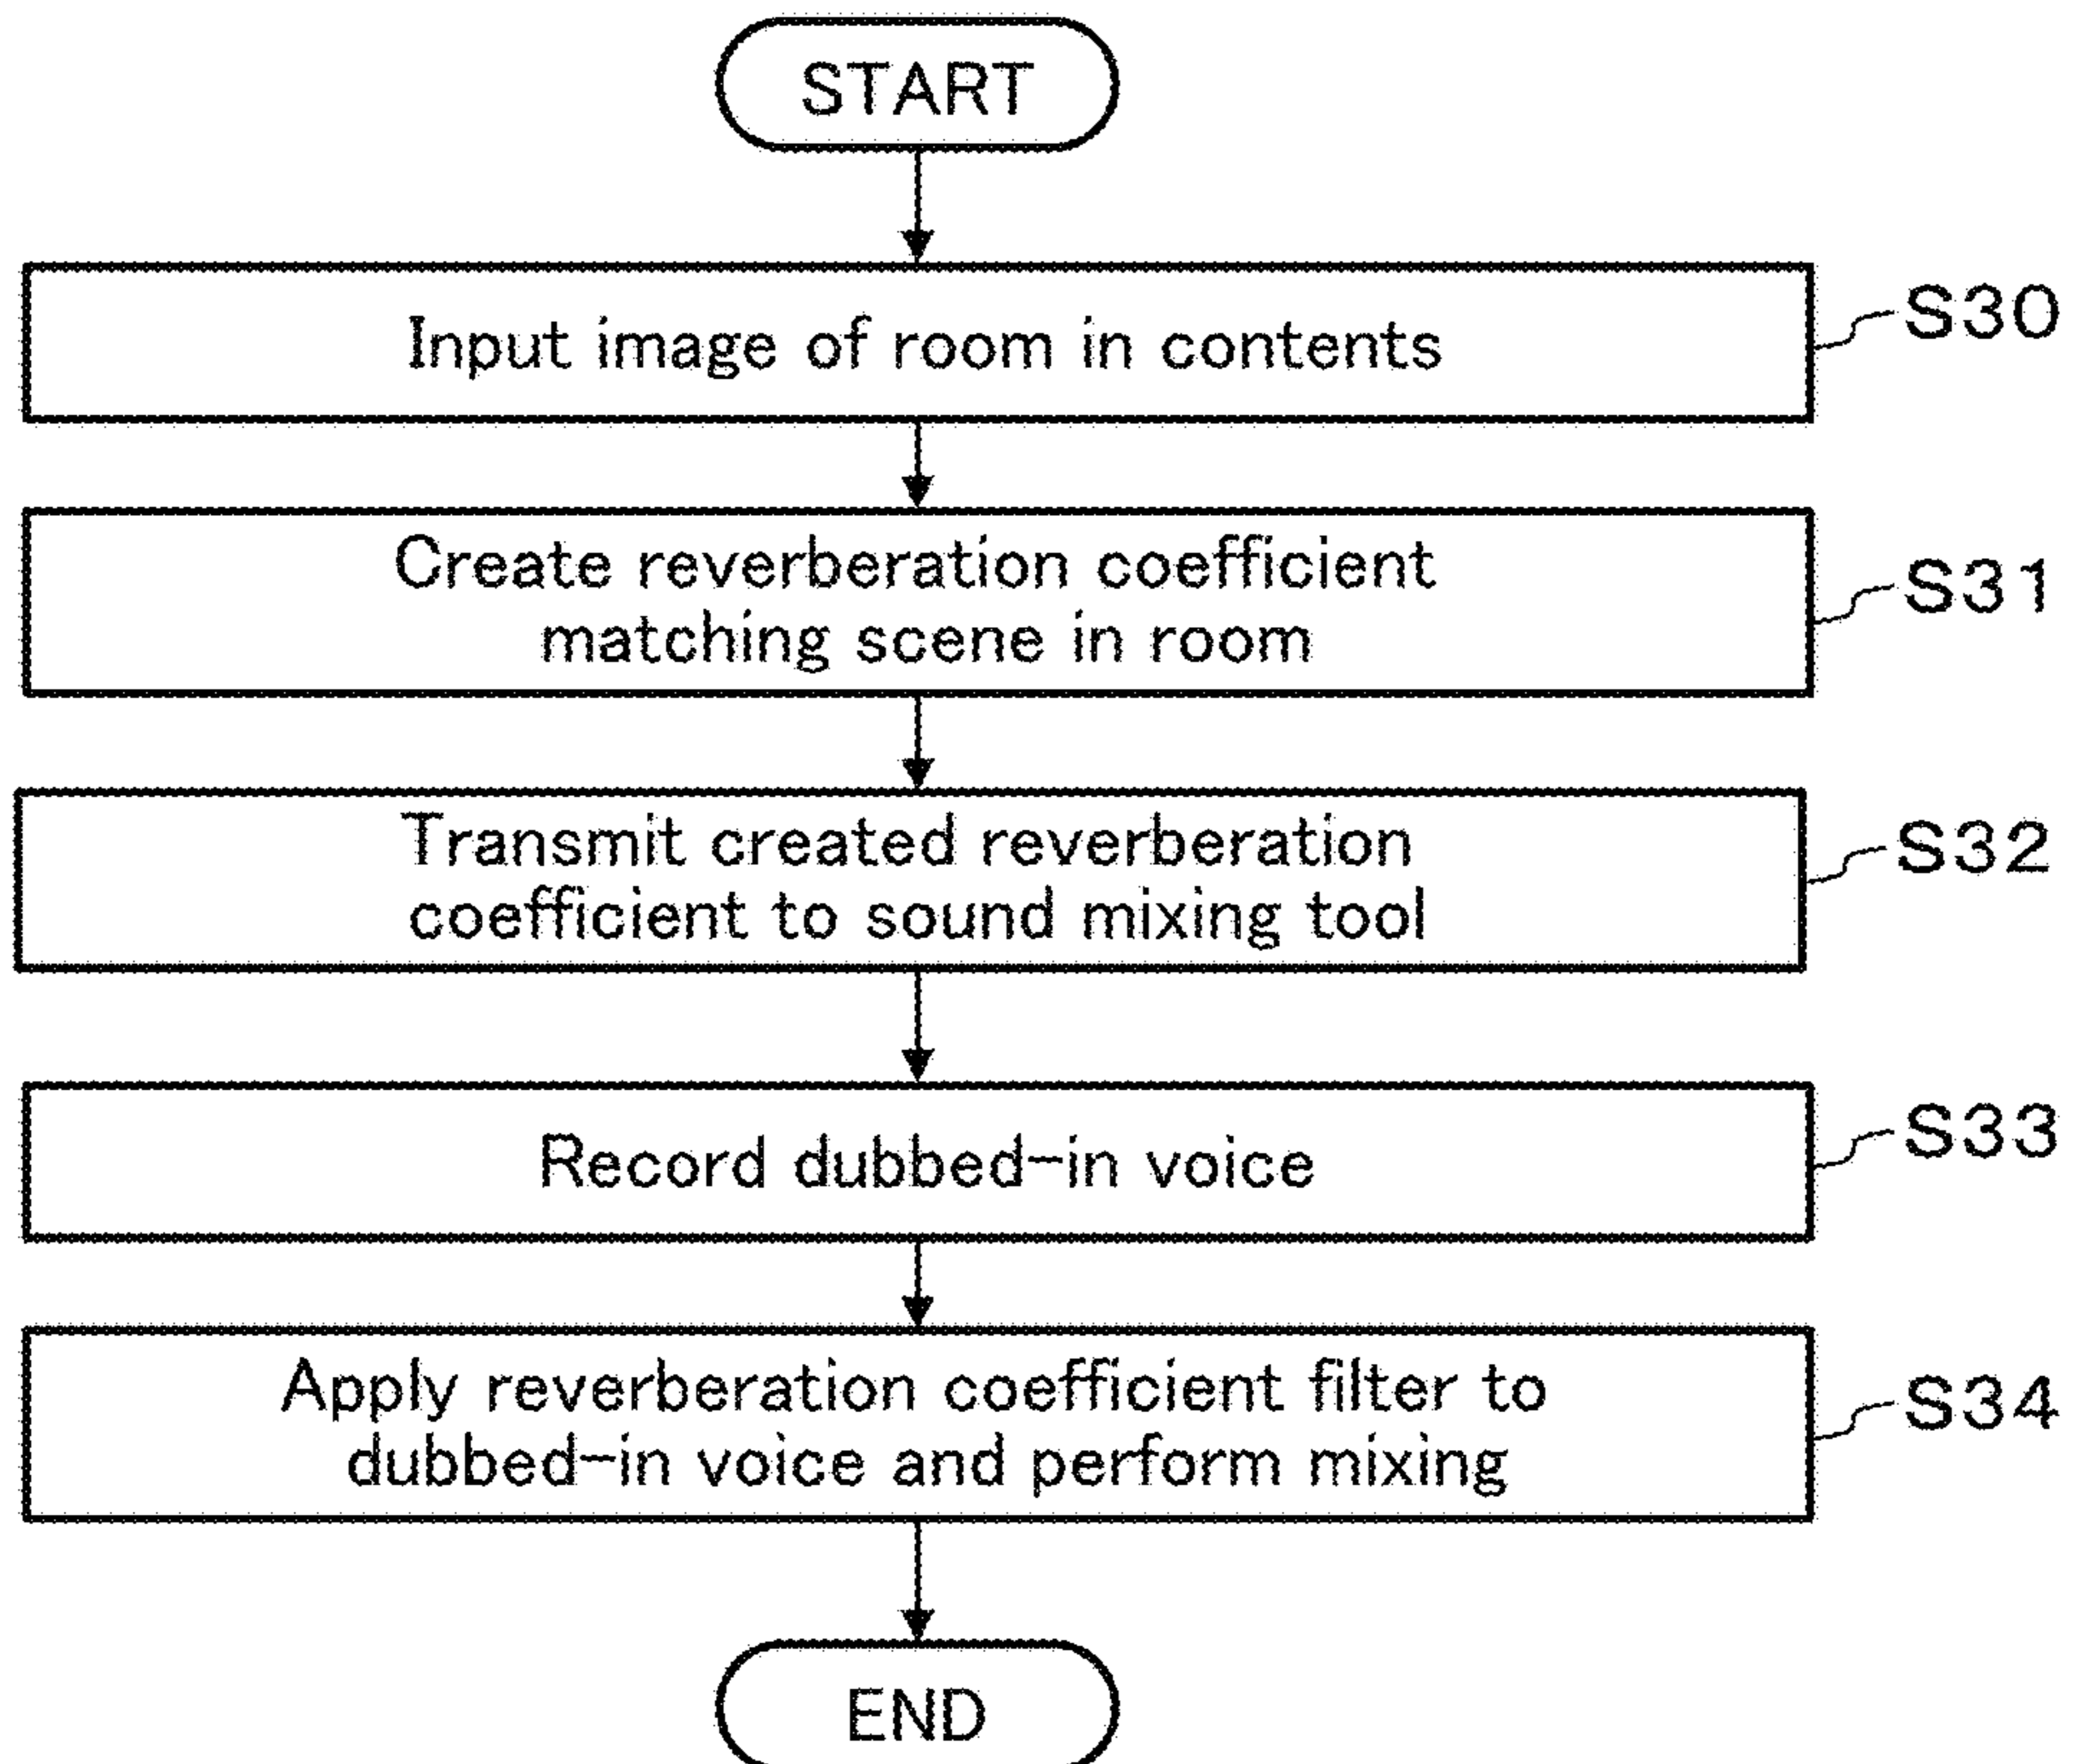 START
Input image of room in contents
S30
Create reverberation coefficient
matching scene in room
S31
Transmit created reverberation
coefficient to sound mixing tool
S32
Record dubbed-in voice
S33
Apply reverberation coefficient filter to
dubbed-in voice and perform mixing
S34
END